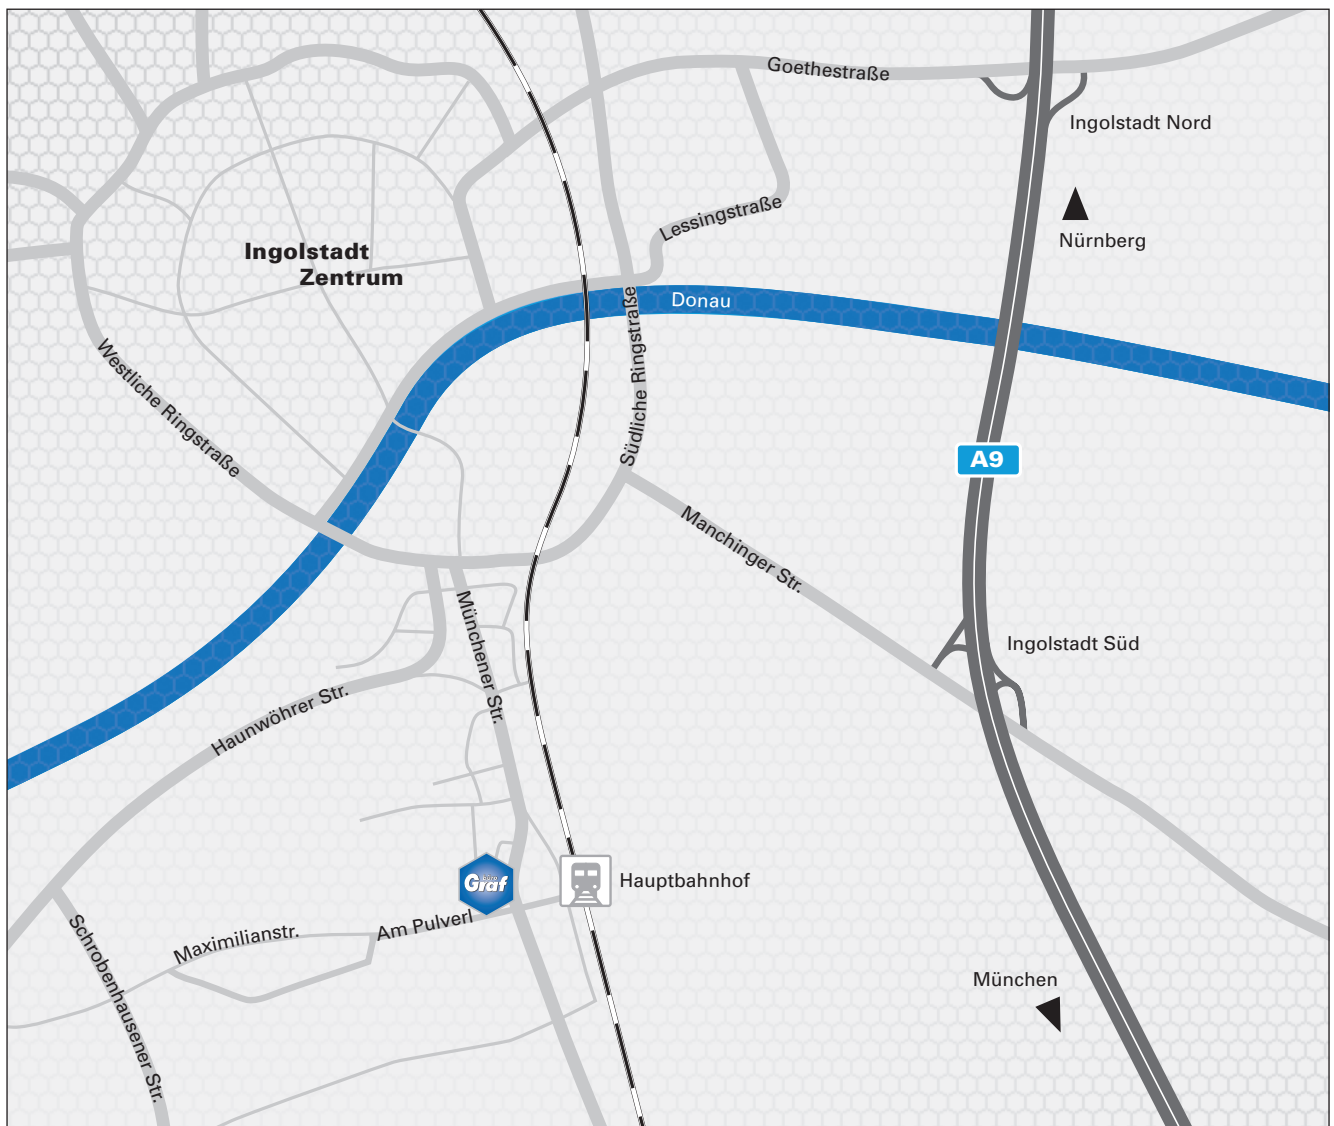 Goethestraße
Ingolstadt Nord
Lessingstraße
Nürnberg
Ingolstadt
Zentrum
Donau
Südliche Ringstraße
Westliche Ringstraße
A9
Manchinger Str.
Münchener Str.
Ingolstadt Süd
Haunwöhrer Str.
büro
Graf
Hauptbahnhof
Am Pulverl
Maximilianstr.
Schrobenhausener Str.
München